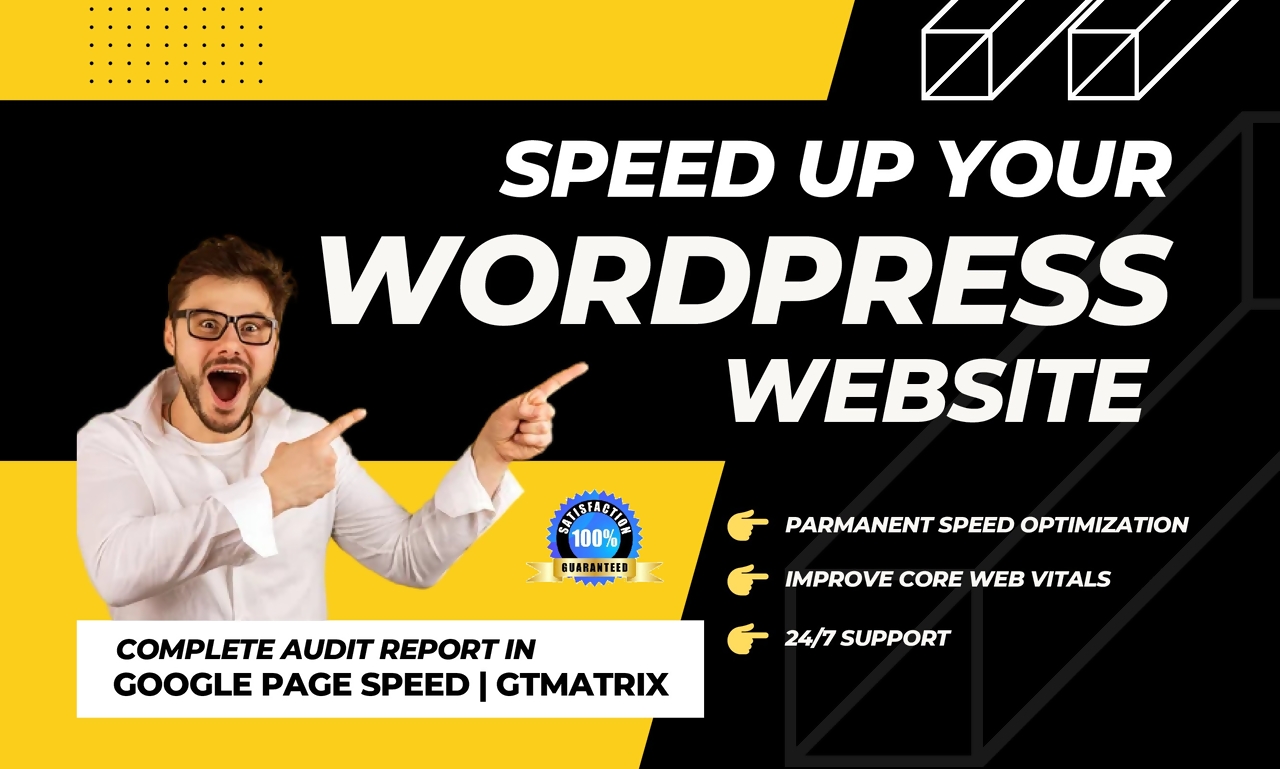 SPEED UP YOUR
WORDPRESS
WEBSITE
SATISFACTION
100%
GUARANTEED
PARMANENT SPEED OPTIMIZATION
IMPROVE CORE WEB VITALS
24/7 SUPPORT
COMPLETE AUDIT REPORT IN
GOOGLE PAGE SPEED | GTMATRIX